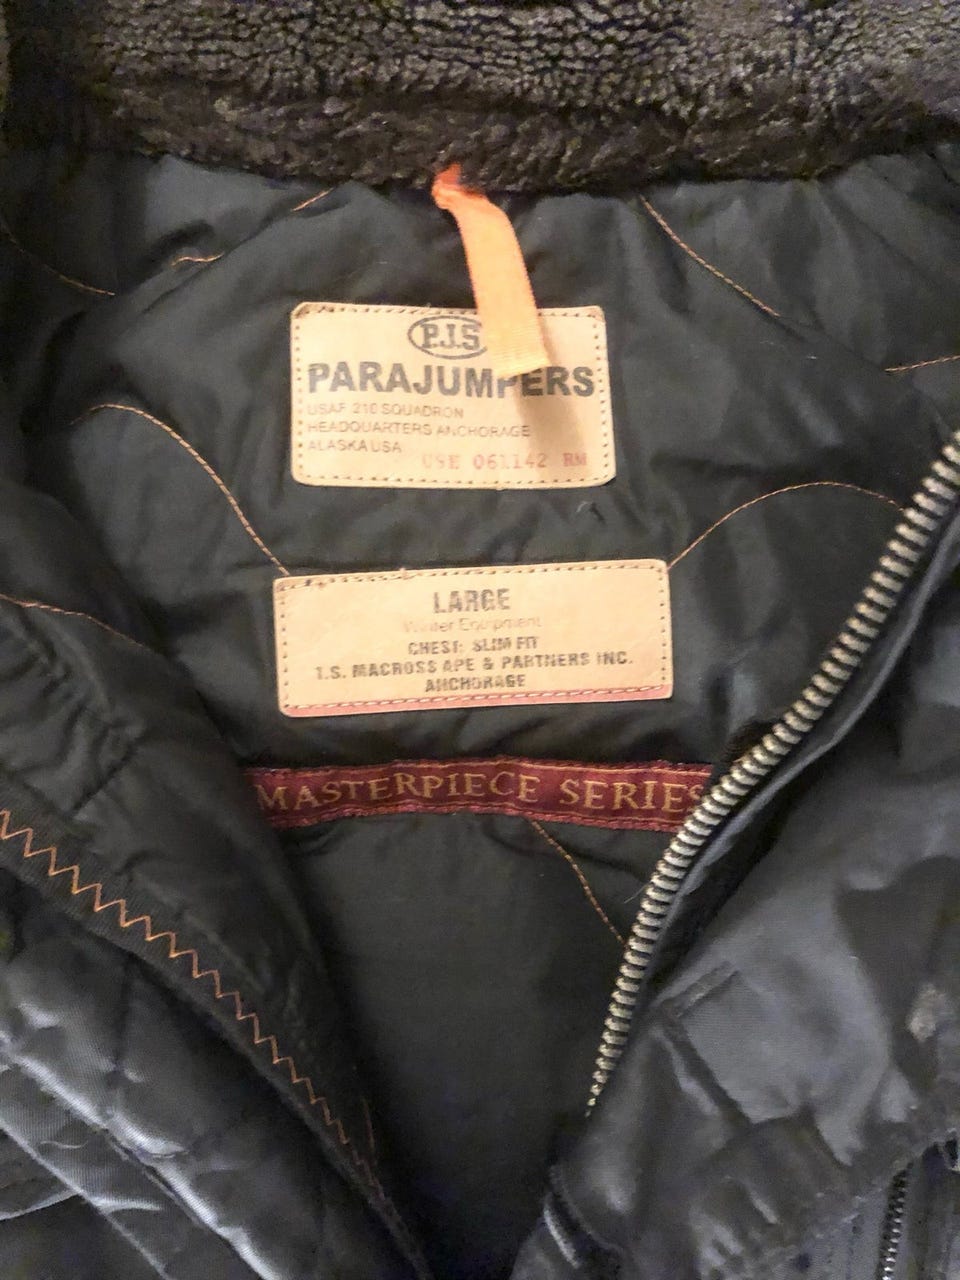 P.J.S
PARAJUMPERS
USAF 210 SQUADRON
HEADQUARTERS ANCHORAGE
ALASKA USA
USE 061142 RM
LARGE
Winter Equipment
CHEST: SLIM FIT
T.S. MACROSS APE & PARTNERS INC.
ANCHORAGE
MASTERPIECE SERIES